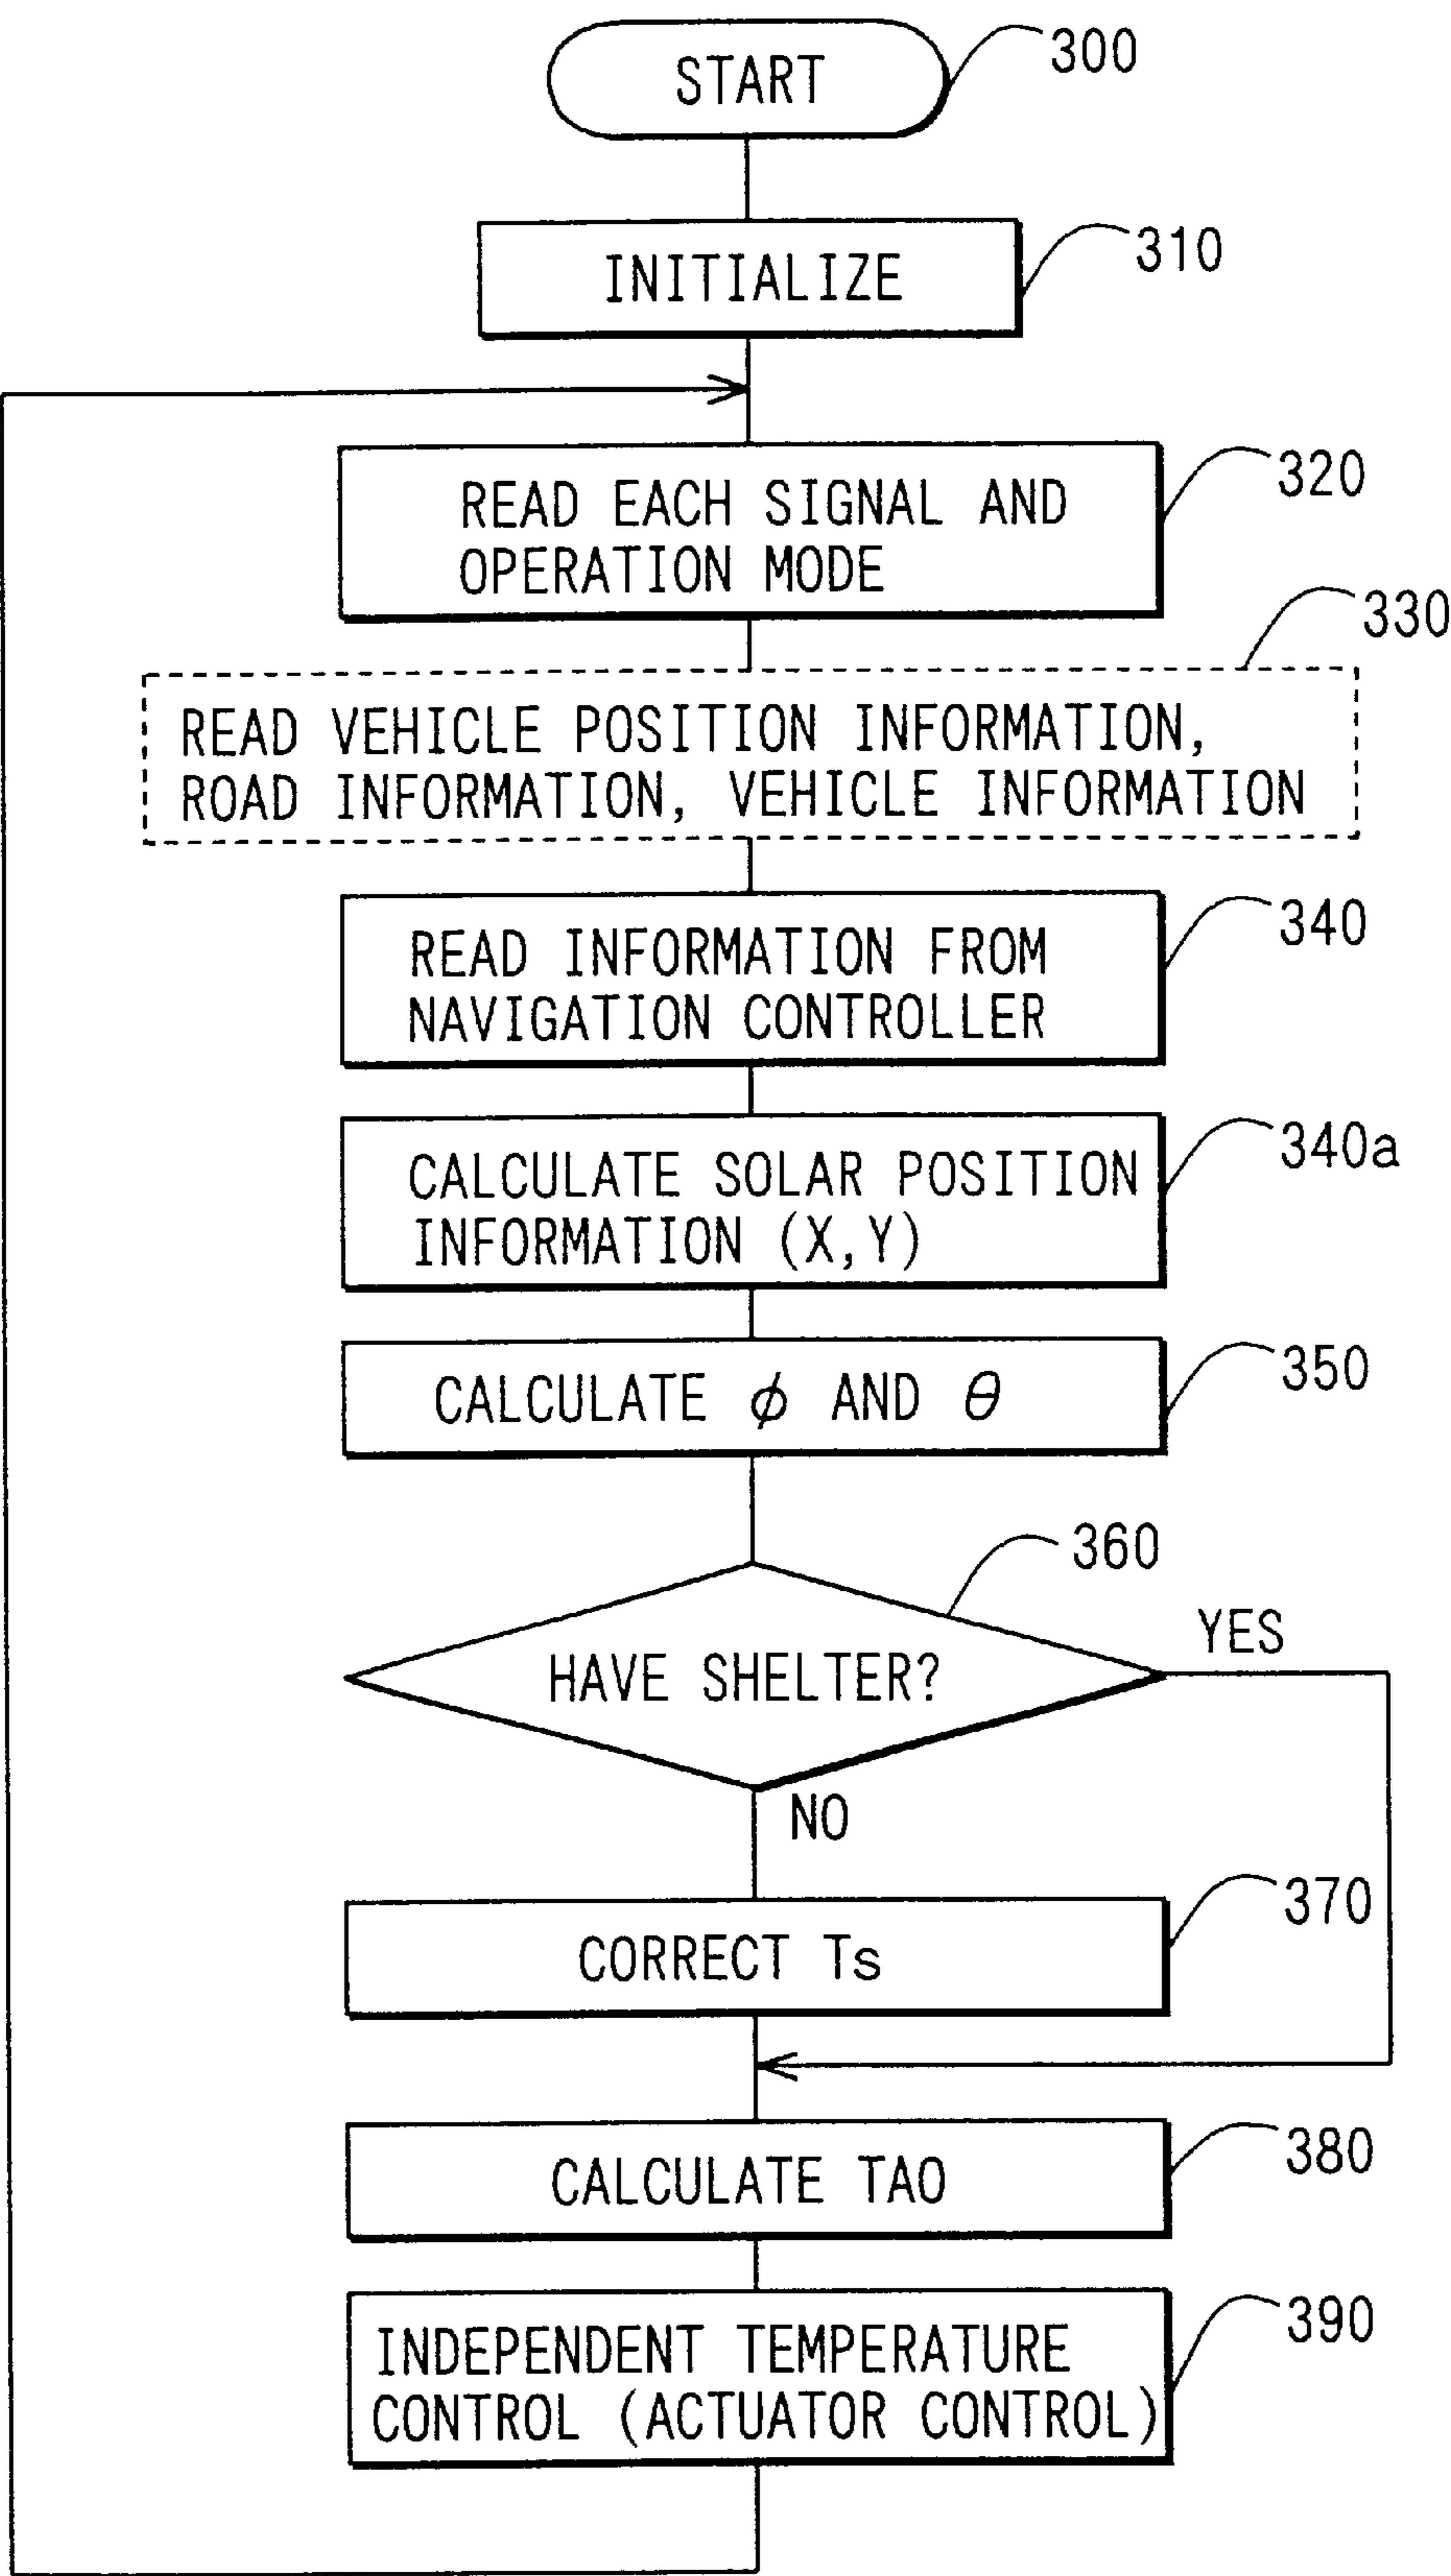 START
300
INITIALIZE
310
READ EACH SIGNAL AND
OPERATION MODE
320
330
READ VEHICLE POSITION INFORMATION,
ROAD INFORMATION, VEHICLE INFORMATION
READ INFORMATION FROM
NAVIGATION CONTROLLER
340
CALCULATE SOLAR POSITION
INFORMATION (X,Y)
340a
CALCULATE ϕ AND θ
350
360
HAVE SHELTER?
YES
NO
CORRECT Ts
370
CALCULATE TAO
380
INDEPENDENT TEMPERATURE
CONTROL (ACTUATOR CONTROL)
390